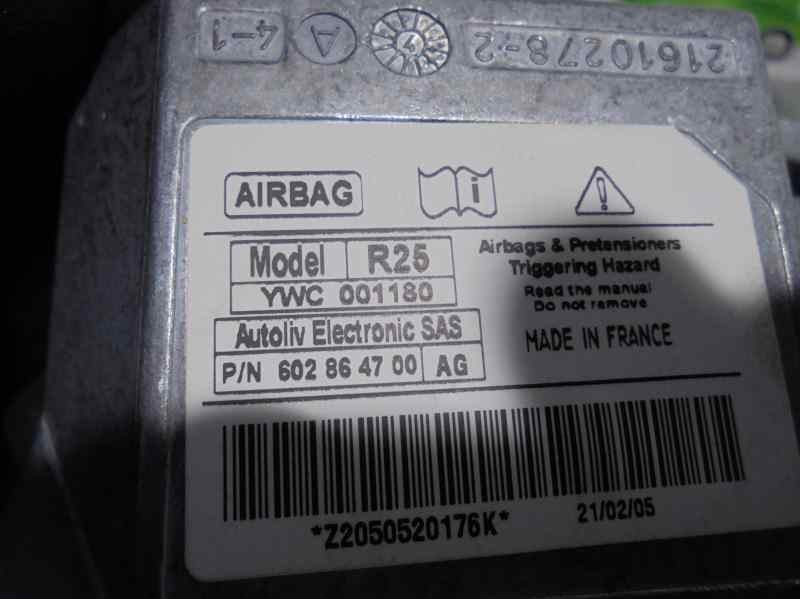 4-1 A 21610278-2
AIRBAG i !
Model R25
YWC 001180
Autoliv Electronic SAS
P/N 602 86 47 00 AG
Airbags & Pretensioners
Triggering Hazard
Read the manual
Do not remove
MADE IN FRANCE
*Z2050520176K*
21/02/05